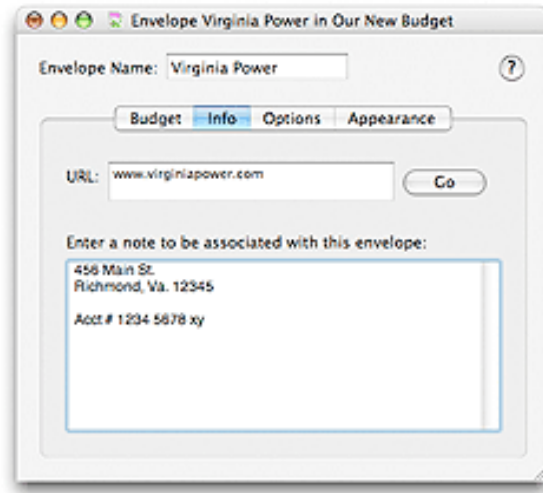 Envelope Virginia Power in Our New Budget
Envelope Name: Virginia Power ?
Budget Info Options Appearance
URL: www.virginiapower.com Go
Enter a note to be associated with this envelope:
456 Main St.
Richmond, Va. 12345
Acct # 1234 5678 xy